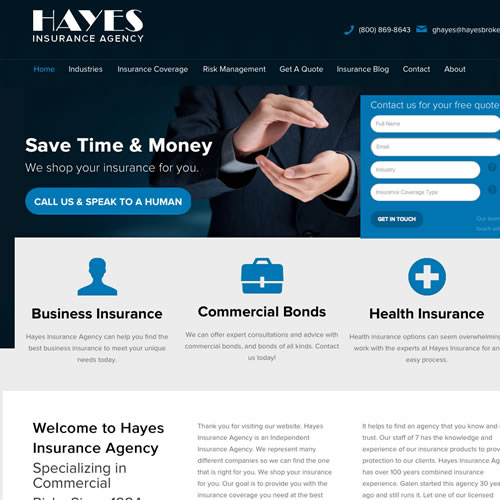 HAYES
INSURANCE AGENCY
(800) 869-8643
ghayes@hayesbroke
Home Industries Insurance Coverage Risk Management Get A Quote Insurance Blog Contact About
Save Time & Money
We shop your insurance for you.
CALL US & SPEAK TO A HUMAN
Contact us for your free quote
Full Name
Email
Industry
Insurance Coverage Type
GET IN TOUCH
Our team
touch wit
Business Insurance
Hayes Insurance Agency can help you find the
best business insurance to meet your unique
needs today.
Commercial Bonds
We can offer expert consultations and advice with
commercial bonds, and bonds of all kinds. Contact
us today!
Health Insurance
Health insurance options can seem overwhelming
work with the experts at Hayes Insurance for an
easy process.
Welcome to Hayes
Insurance Agency
Specializing in
Commercial
Thank you for visiting our website. Hayes
Insurance Agency is an Independent
Insurance Agency. We represent many
different companies so we can find the one
that is right for you. We shop your insurance
for you. Our goal is to provide you with the
insurance coverage you need at the best
It helps to find an agency that you know and
trust. Our staff of 7 has the knowledge and
experience of our insurance products to prov
protection to our clients. Hayes Insurance Ag
has over 100 years combined insurance
experience. Galen started this agency 30 yea
ago and still runs it. Let one of our licensed